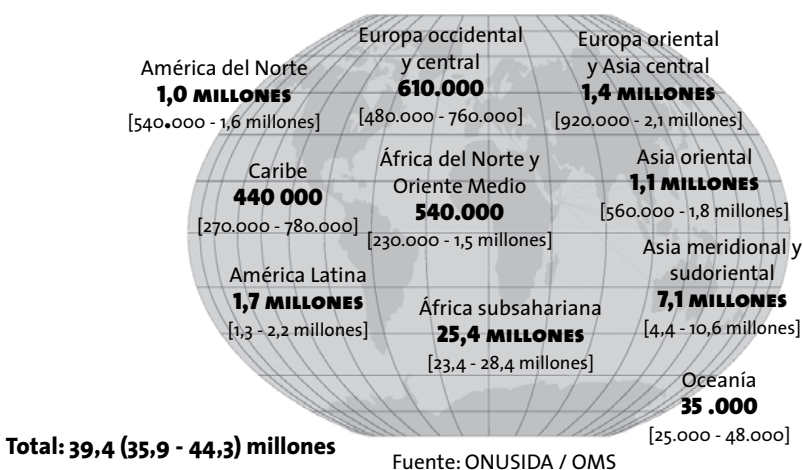 Europa occidental
y central
610.000
[480.000 - 760.000]
Europa oriental
y Asia central
1,4 MILLONES
[920.000 - 2,1 millones]
América del Norte
1,0 MILLONES
[540.000 - 1,6 millones]
Caribe
440 000
[270.000 - 780.000]
África del Norte y
Oriente Medio
540.000
[230.000 - 1,5 millones]
Asia oriental
1,1 MILLONES
[560.000 - 1,8 millones]
Asia meridional y
sudoriental
7,1 MILLONES
[4,4 - 10,6 millones]
América Latina
1,7 MILLONES
[1,3 - 2,2 millones]
África subsahariana
25,4 MILLONES
[23,4 - 28,4 millones]
Oceanía
35 .000
[25.000 - 48.000]
Total: 39,4 (35,9 - 44,3) millones
Fuente: ONUSIDA / OMS